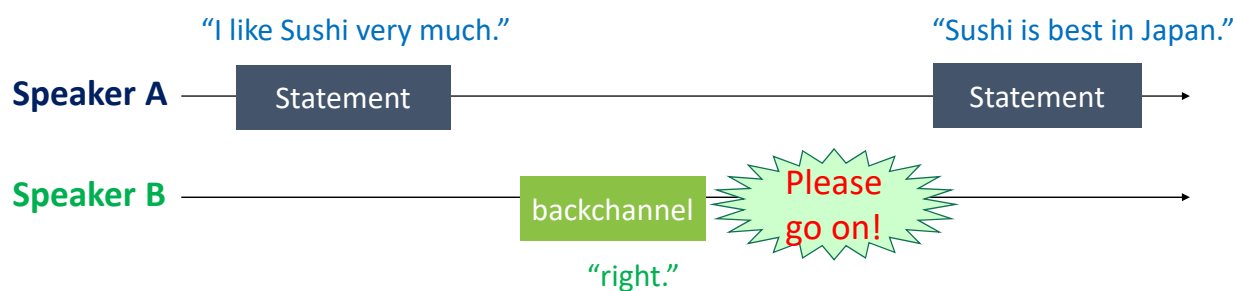 “I like Sushi very much.”
“Sushi is best in Japan.”
Speaker A
Statement
Statement
Speaker B
backchannel
Please
go on!
“right.”